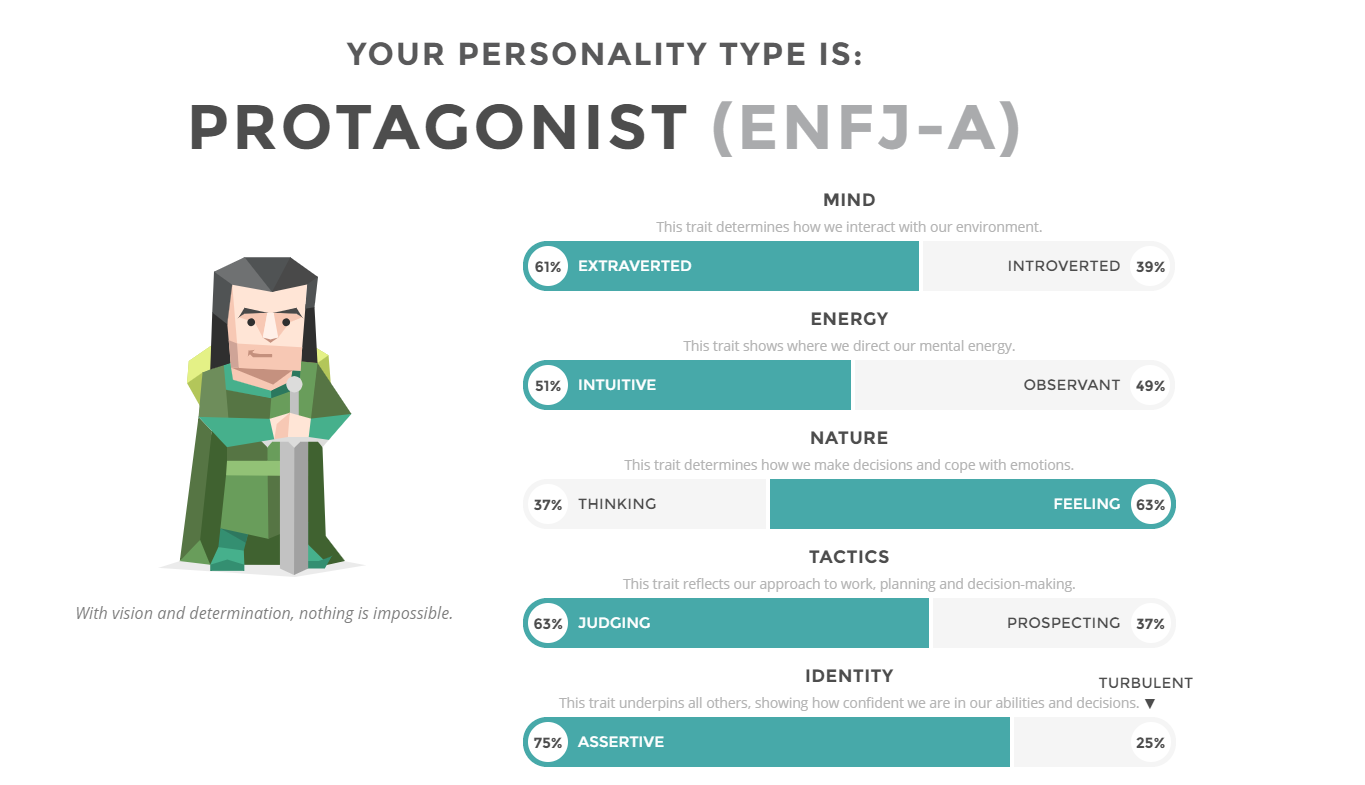 YOUR PERSONALITY TYPE IS:
PROTAGONIST (ENFJ-A)
MIND
This trait determines how we interact with our environment.
61% EXTRAVERTED INTROVERTED 39%
ENERGY
This trait shows where we direct our mental energy.
51% INTUITIVE OBSERVANT 49%
NATURE
This trait determines how we make decisions and cope with emotions.
37% THINKING FEELING 63%
TACTICS
This trait reflects our approach to work, planning and decision-making.
63% JUDGING PROSPECTING 37%
IDENTITY
TURBULENT
This trait underpins all others, showing how confident we are in our abilities and decisions. ▼
75% ASSERTIVE 25%
With vision and determination, nothing is impossible.